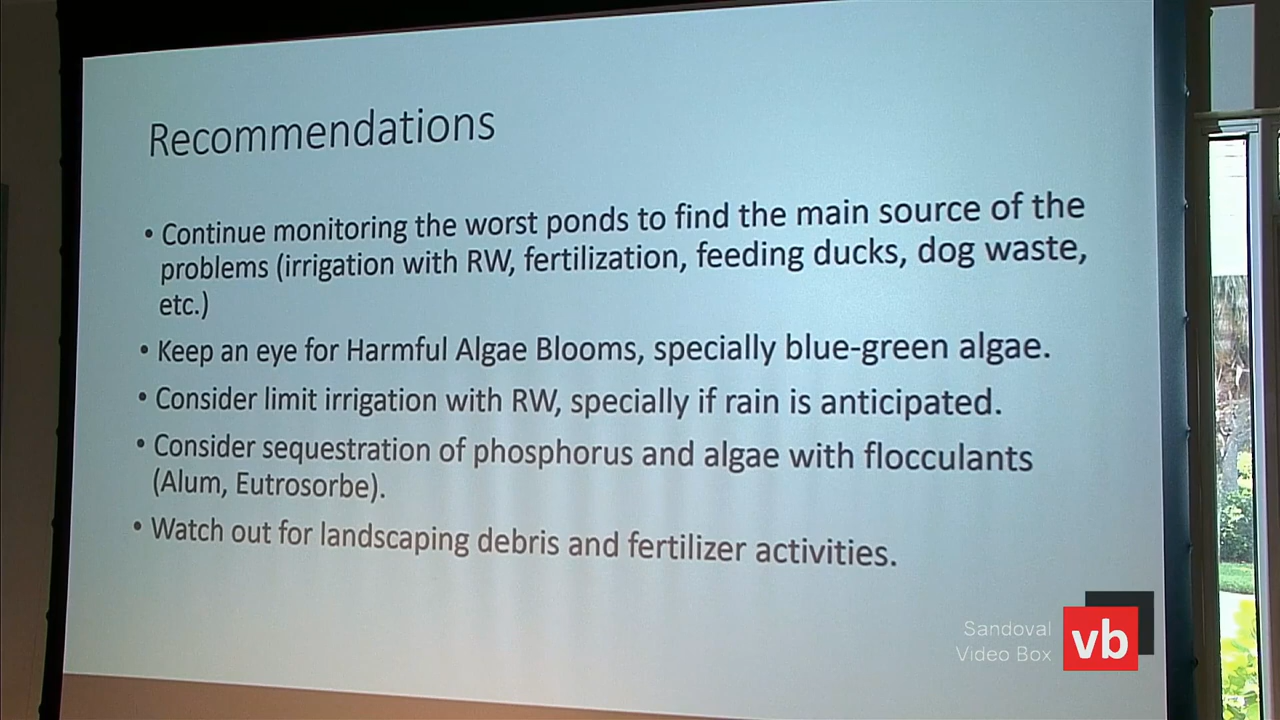 Recommendations
• Continue monitoring the worst ponds to find the main source of the
problems (irrigation with RW, fertilization, feeding ducks, dog waste,
etc.)
• Keep an eye for Harmful Algae Blooms, specially blue-green algae.
• Consider limit irrigation with RW, specially if rain is anticipated.
• Consider sequestration of phosphorus and algae with flocculants
(Alum, Eutrosorbe).
• Watch out for landscaping debris and fertilizer activities.
Sandoval
Video Box
vb